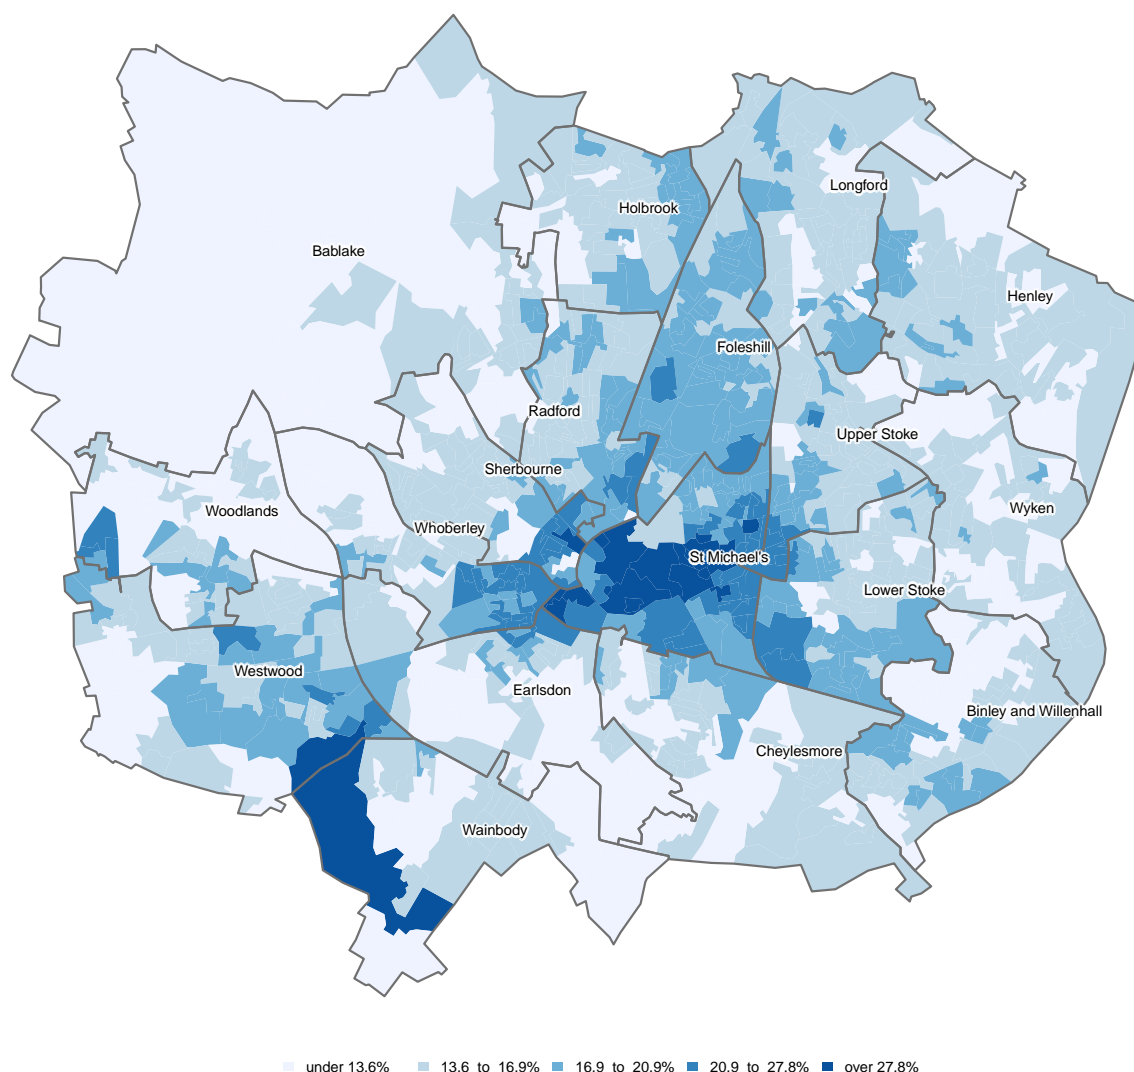 Longford
Holbrook
Bablake
Henley
Foleshill
Radford
Upper Stoke
Sherbourne
Wyken
Woodlands
Whoberley
St Michael's
Lower Stoke
Westwood
Earlsdon
Binley and Willenhall
Cheylesmore
Wainbody
under 13.6% 13.6 to 16.9% 16.9 to 20.9% 20.9 to 27.8% over 27.8%